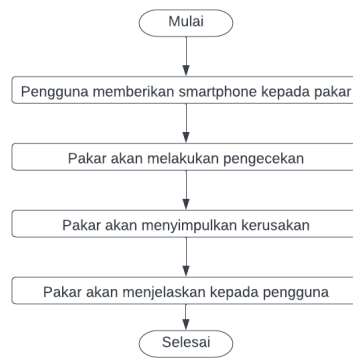 Mulai
Pengguna memberikan smartphone kepada pakar
Pakar akan melakukan pengecekan
Pakar akan menyimpulkan kerusakan
Pakar akan menjelaskan kepada pengguna
Selesai